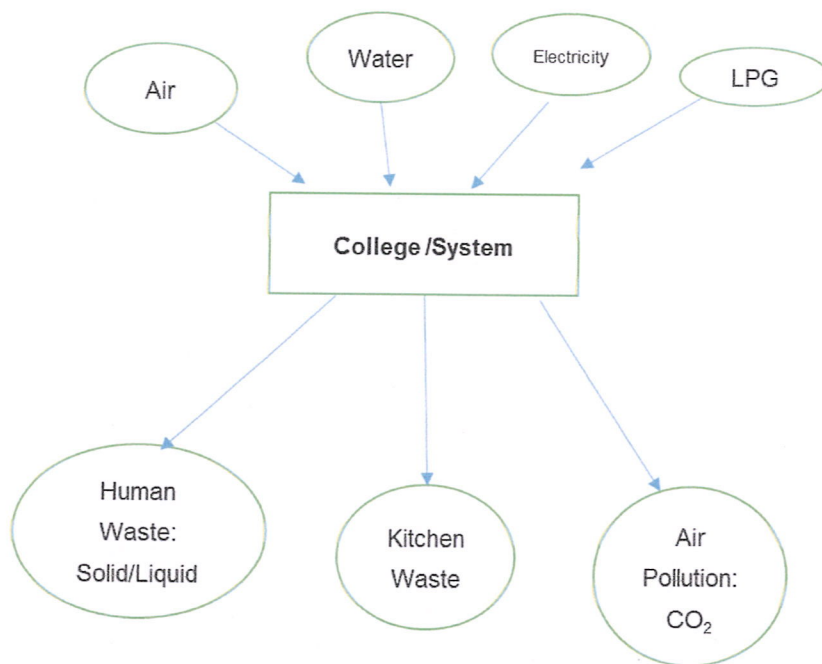 Air
Water
Electricity
LPG
College /System
Human
Waste:
Solid/Liquid
Kitchen
Waste
Air
Pollution:
CO₂